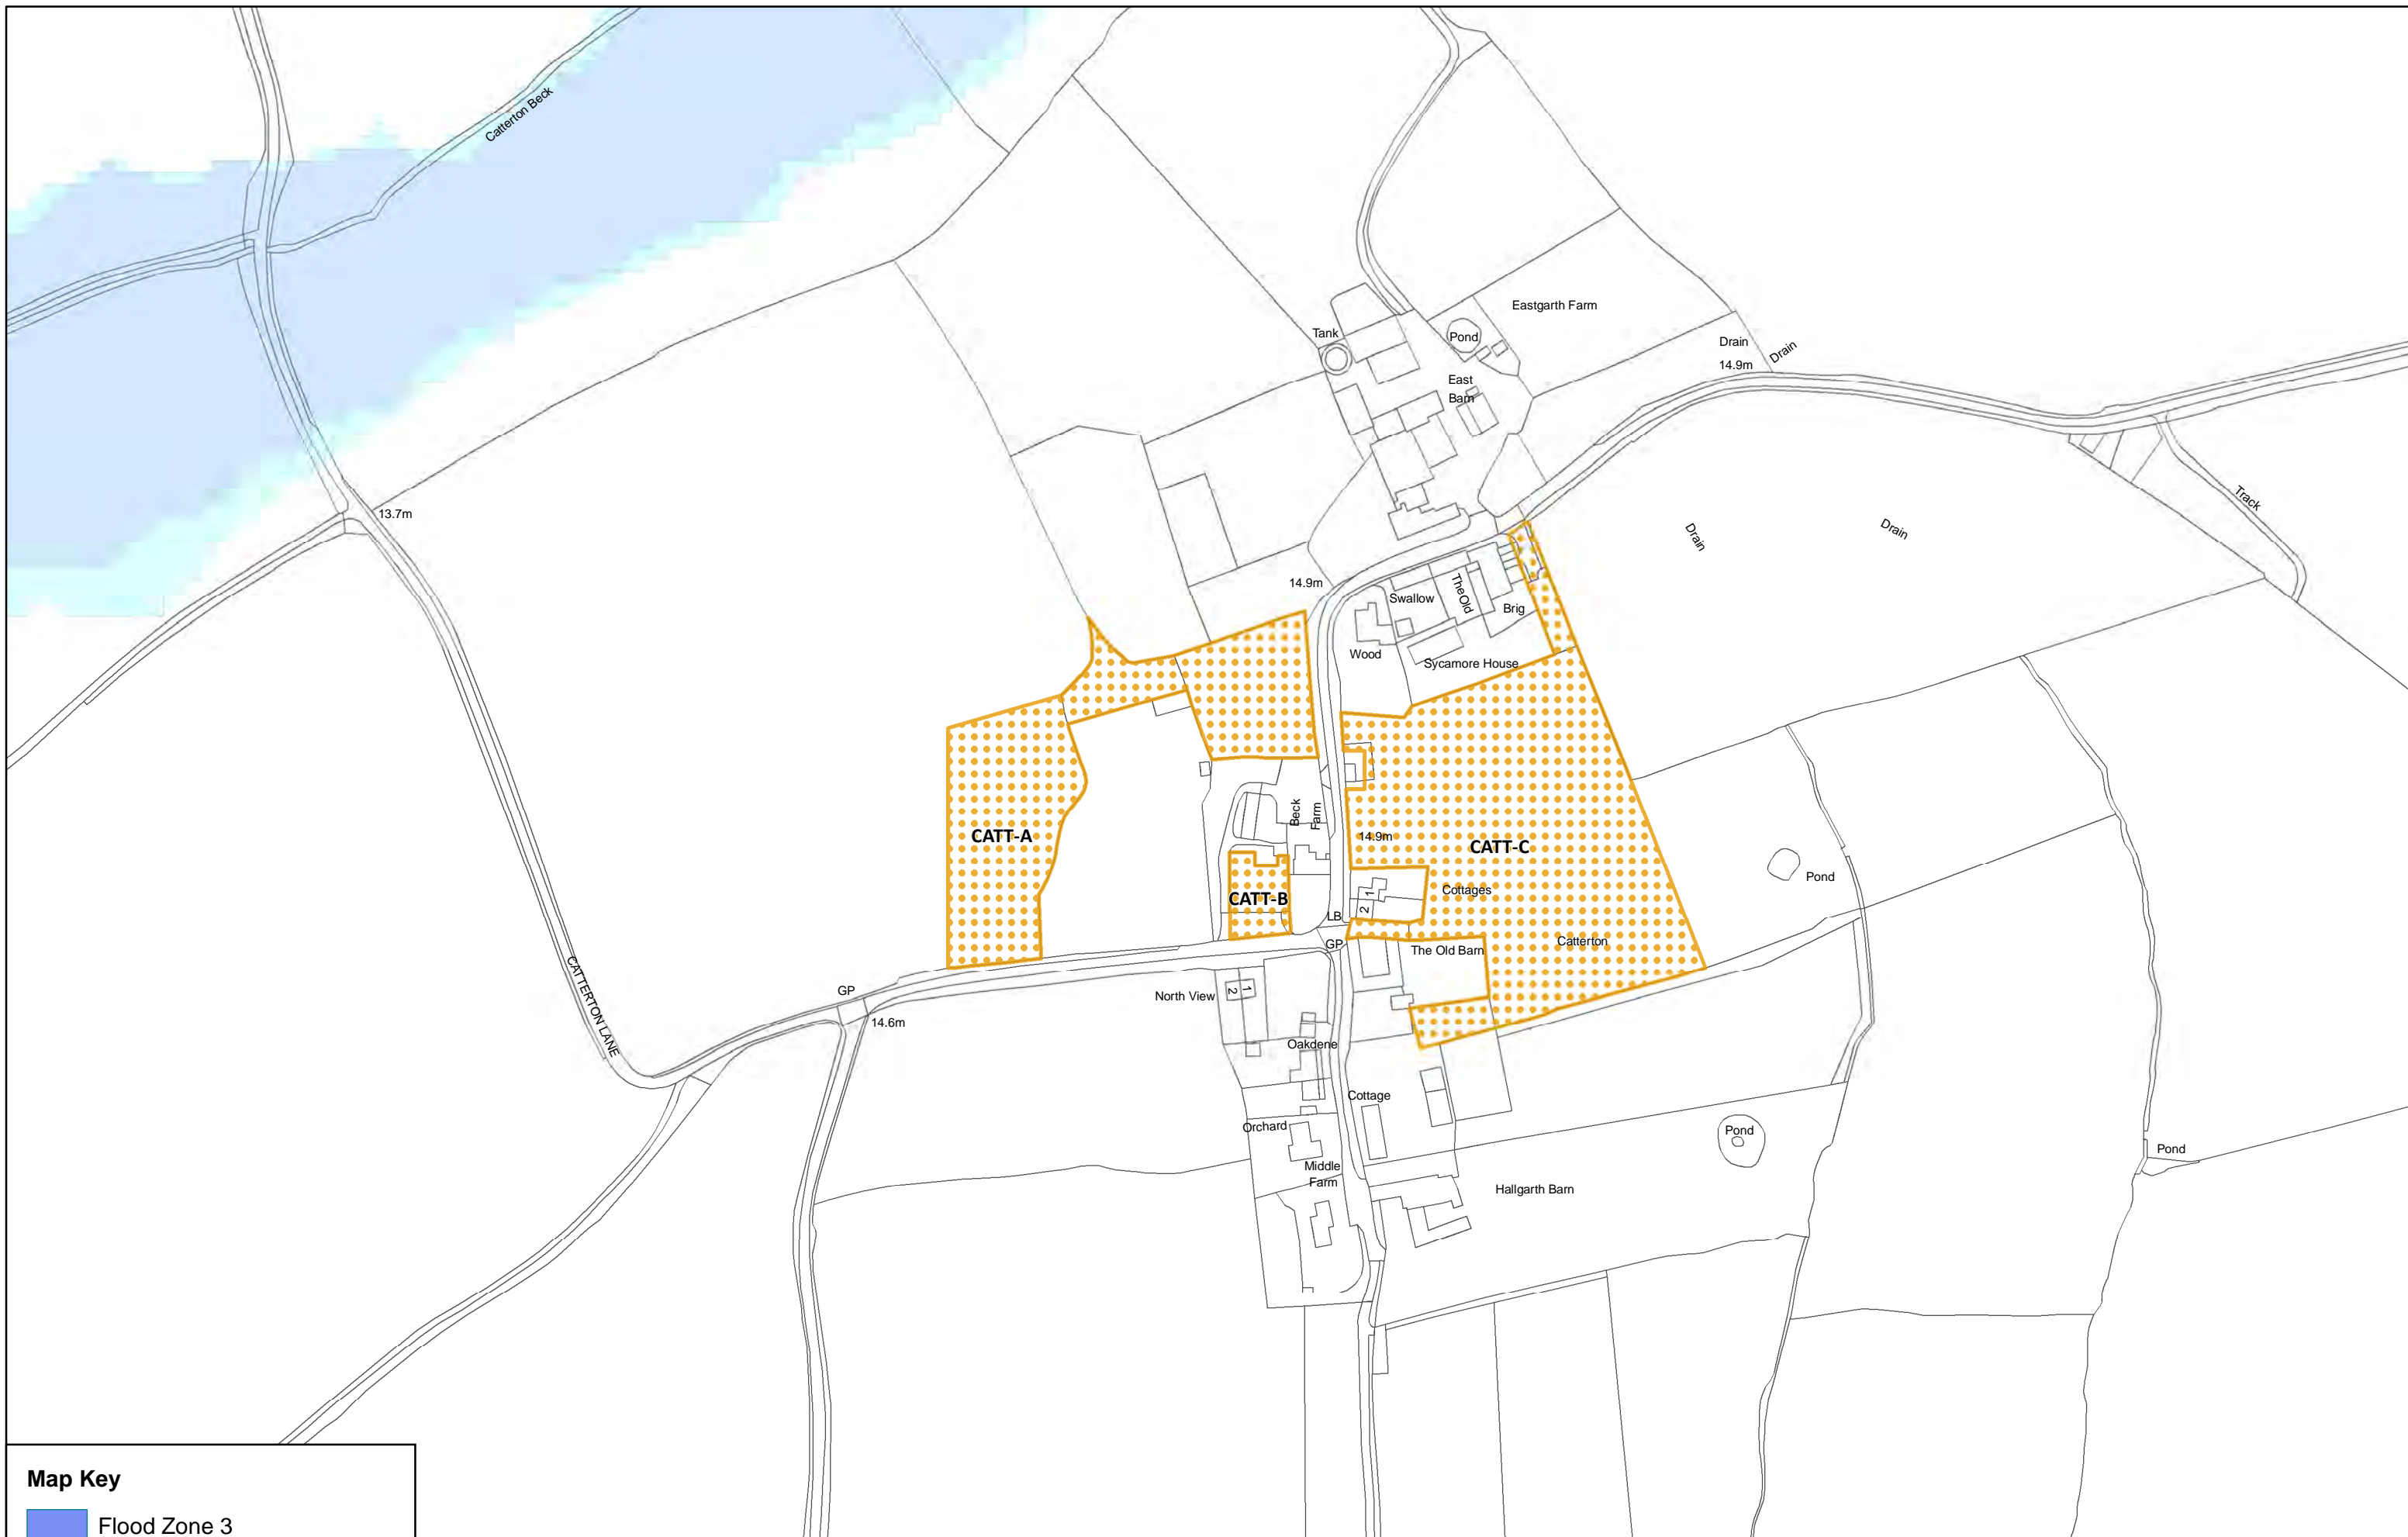 Catterton Beck
Eastgarth Farm
Tank
Pond
Drain
Drain
14.9m
East
Barn
Track
13.7m
Drain
Drain
14.9m
Swallow
The Old
Brig
Wood
Sycamore House
Beck
Farm
14.9m
CATT-A
CATT-C
Pond
CATT-B
1
2
Cottages
LB
GP
The Old Barn
Catterton
CATTERTON LANE
GP
North View
2
1
14.6m
Oakdene
Cottage
Orchard
Pond
Pond
Middle
Farm
Hallgarth Barn
Map Key
Flood Zone 3